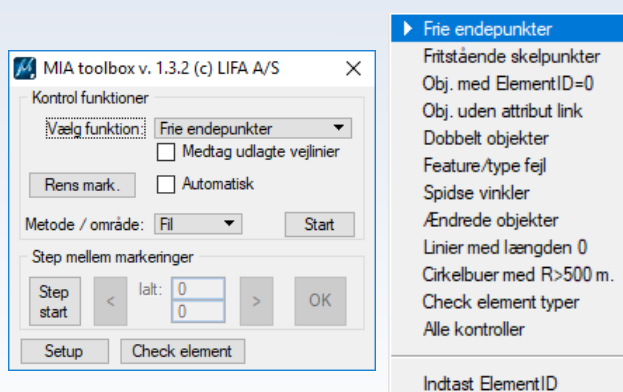 MIA toolbox v. 1.3.2 (c) LIFA A/S
Kontrol funktioner
Vælg funktion: Frie endepunkter
Medtag udlagte vejlinier
Rens mark. Automatisk
Metode / område: Fil Start
Step mellem markeringer
Step start < Ialt: 0 0 > OK
Setup Check element
Frie endepunkter
Fritstående skelpunkter
Obj. med ElementID=0
Obj. uden attribut link
Dobbelt objekter
Feature/type fejl
Spidse vinkler
Ændrede objekter
Linier med længden 0
Cirkelbuer med R>500 m.
Check element typer
Alle kontroller
Indtast ElementID